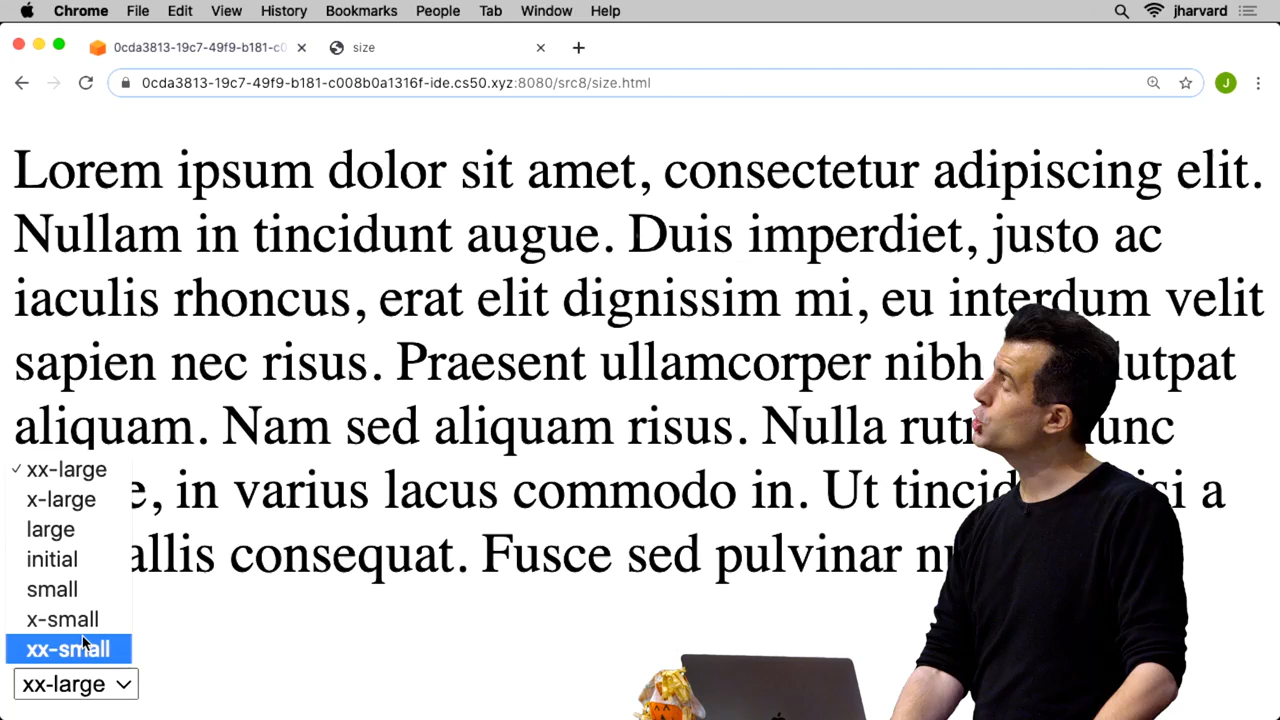 Chrome File Edit View History Bookmarks People Tab Window Help jharvard
0cda3813-19c7-49f9-b181-c0 size
0cda3813-19c7-49f9-b181-c008b0a1316f-ide.cs50.xyz:8080/src8/size.html J
Lorem ipsum dolor sit amet, consectetur adipiscing elit.
Nullam in tincidunt augue. Duis imperdiet, justo ac
iaculis rhoncus, erat elit dignissim mi, eu interdum velit
sapien nec risus. Praesent ullamcorper nibh lutpat
aliquam. Nam sed aliquam risus. Nulla rutr unc
e, in varius lacus commodo in. Ut tincid si a
allis consequat. Fusce sed pulvinar n
xx-large
x-large
large
initial
small
x-small
xx-small
xx-large